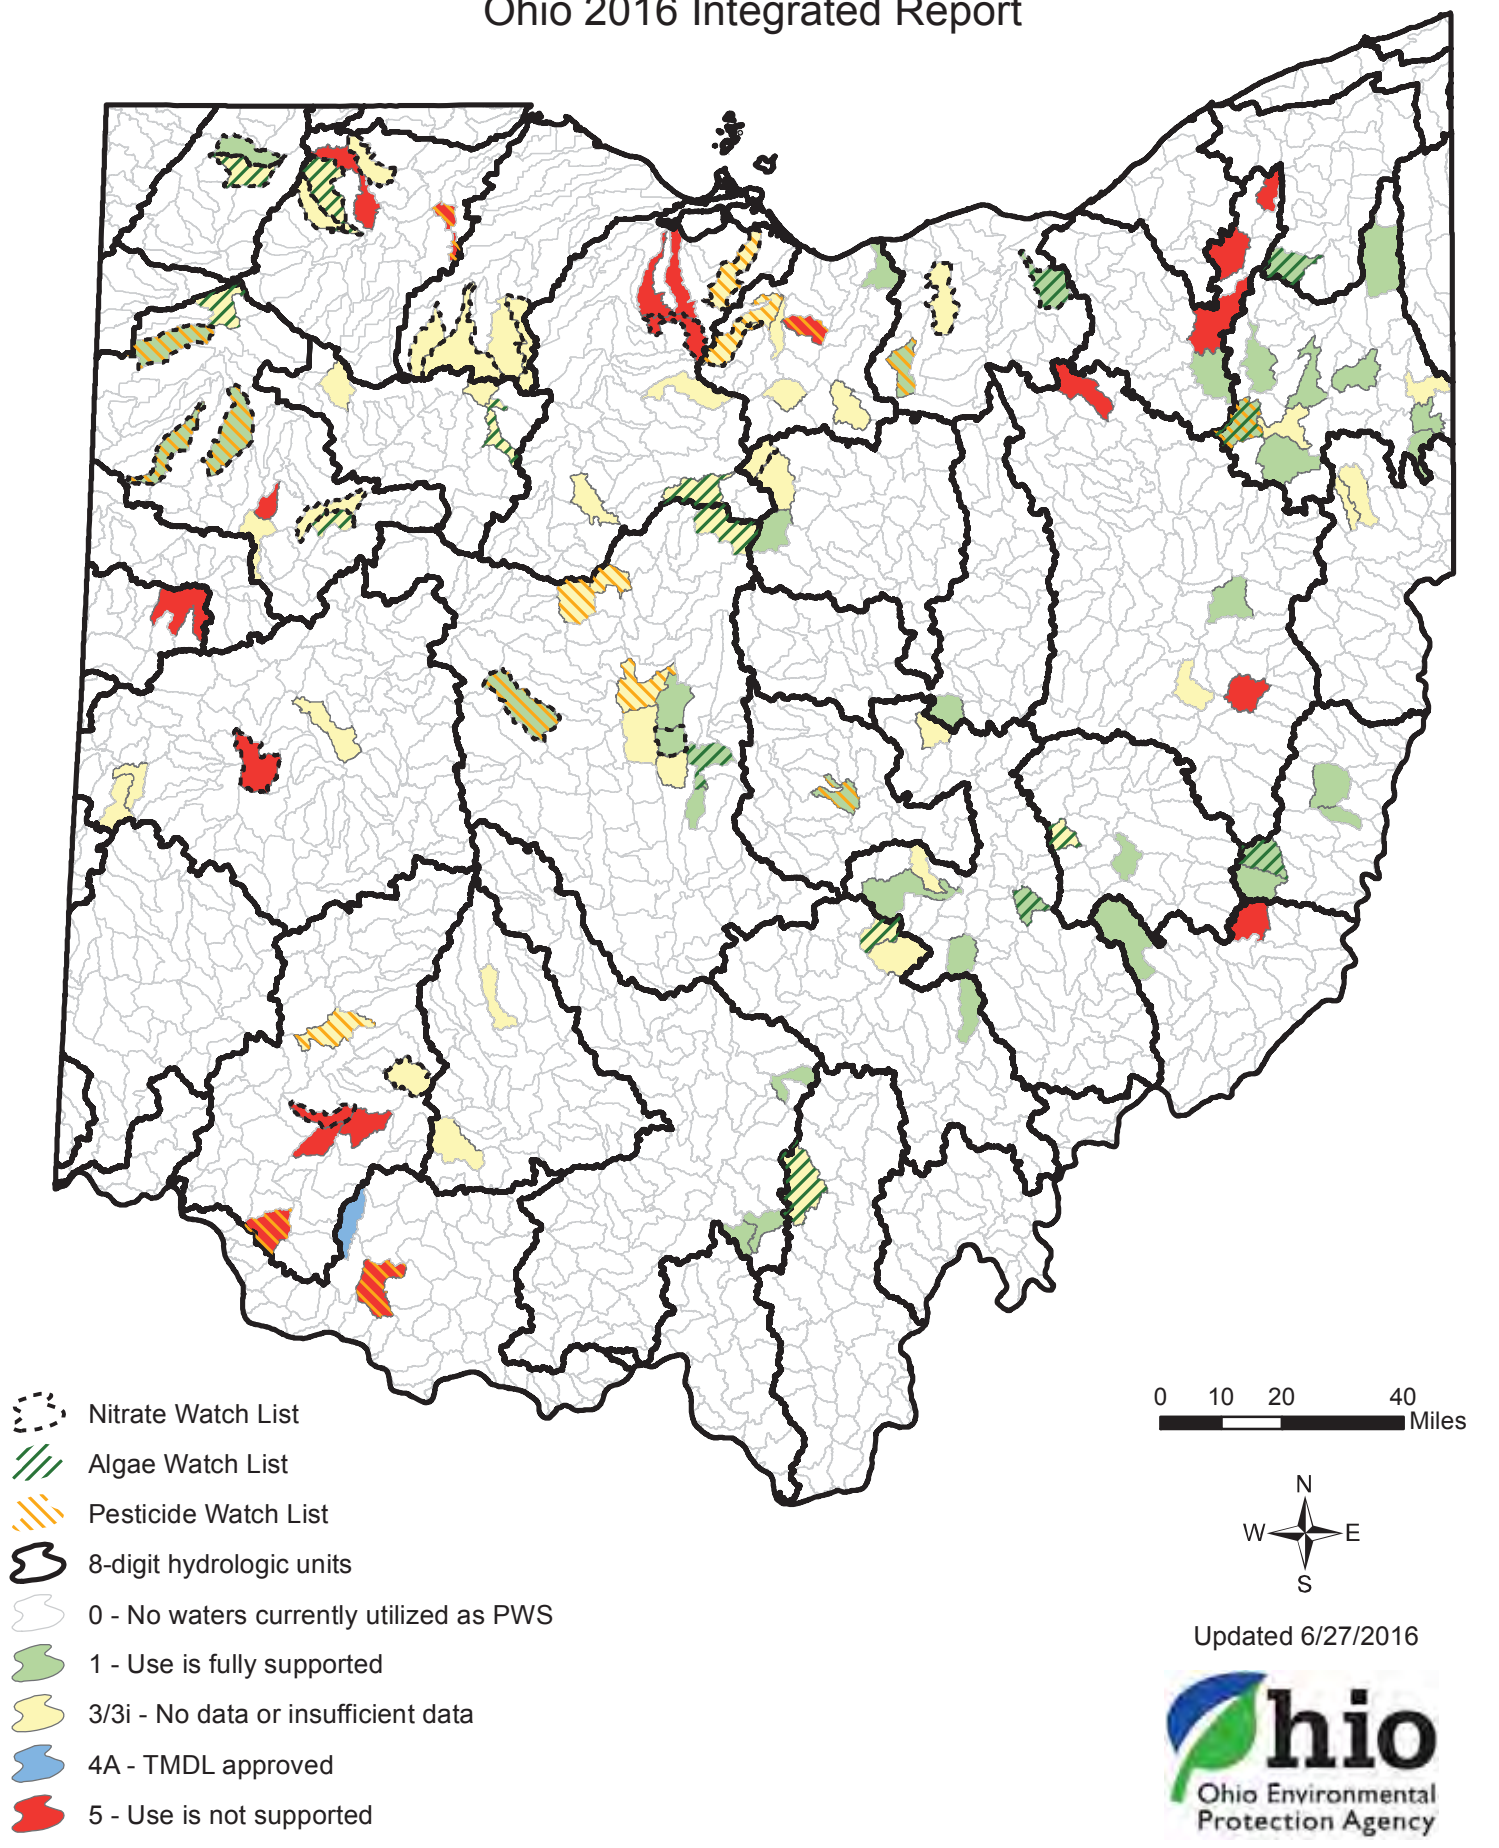 Ohio 2016 Integrated Report
Nitrate Watch List
Algae Watch List
Pesticide Watch List
8-digit hydrologic units
0 - No waters currently utilized as PWS
1 - Use is fully supported
3/3i - No data or insufficient data
4A - TMDL approved
5 - Use is not supported
0 10 20 40
Miles
N
W E
S
Updated 6/27/2016
Ohio
Ohio Environmental
Protection Agency